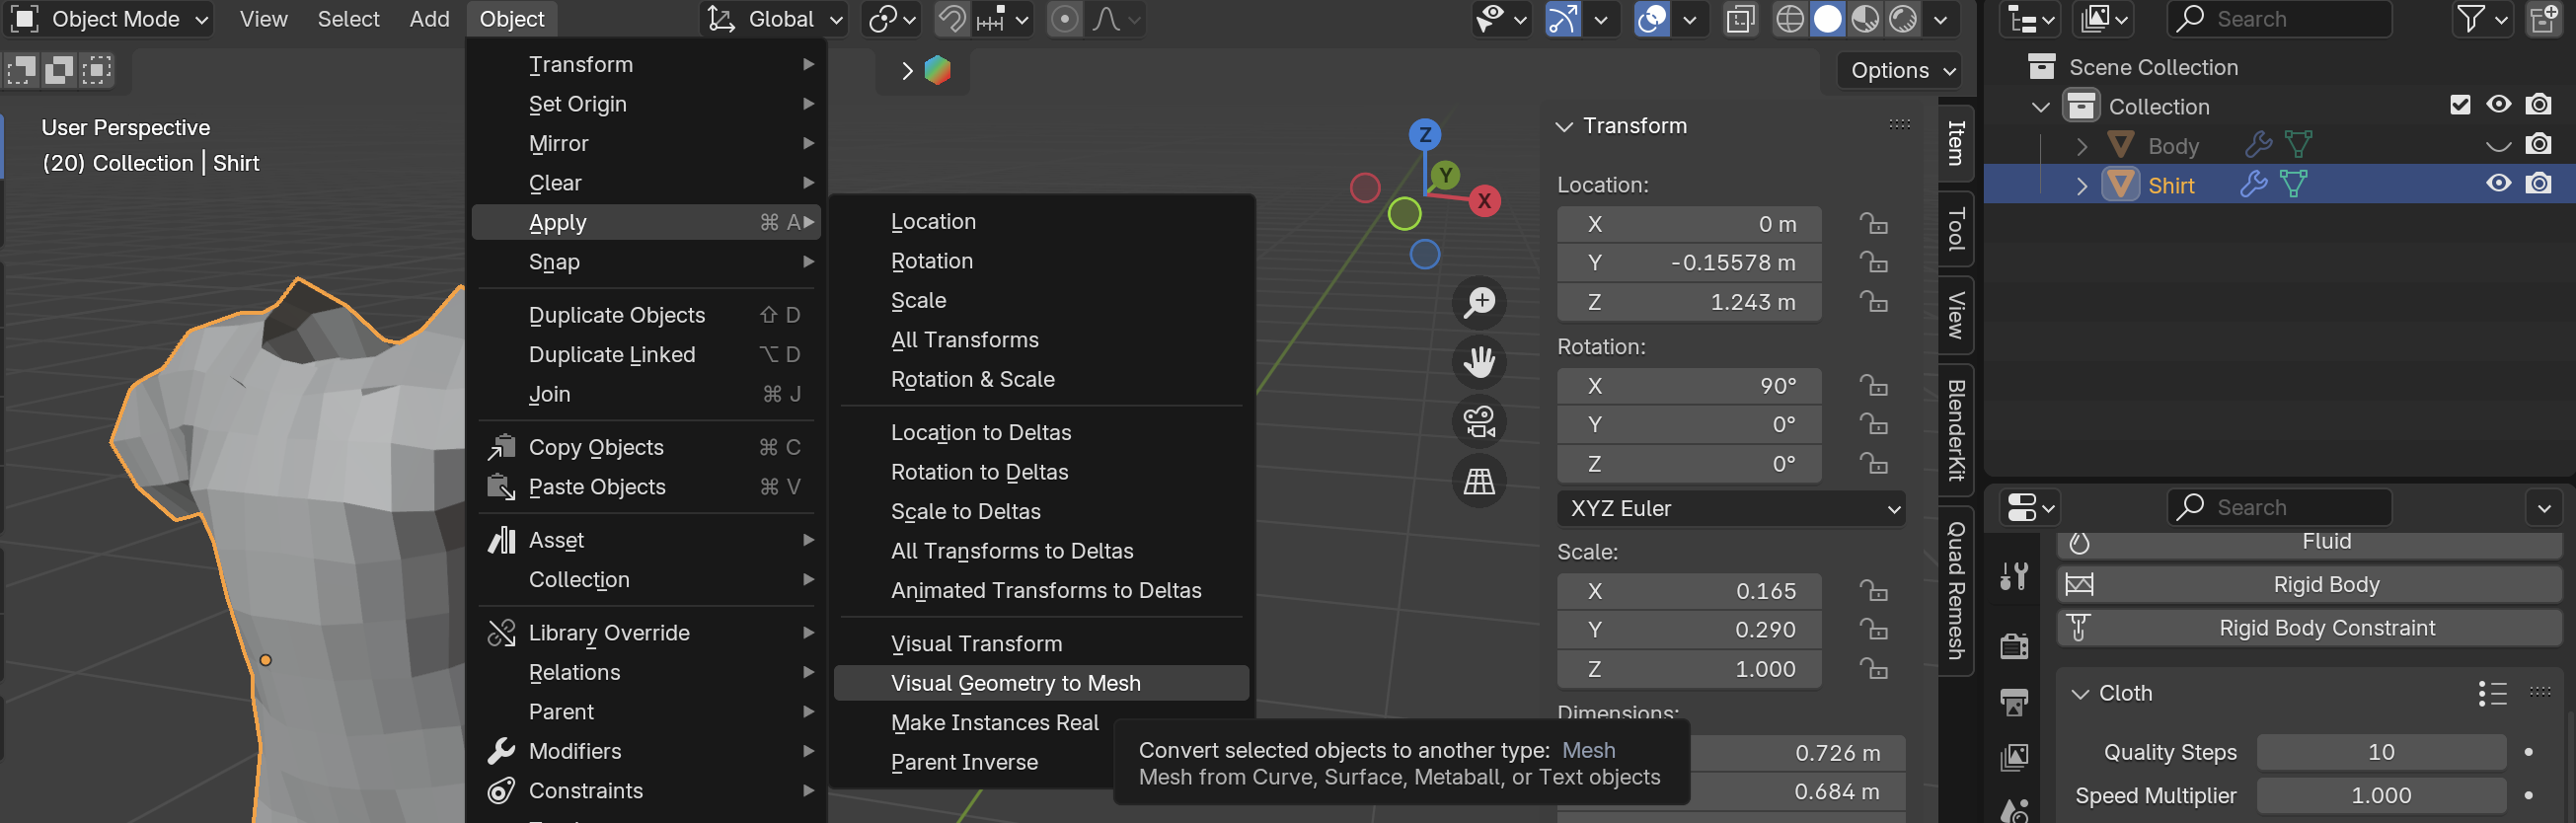 Object Mode View Select Add Object Global Search
Options
User Perspective
(20) Collection | Shirt
Transform
Set Origin
Mirror
Clear
Apply ⌘ A
Snap
Duplicate Objects ⇧ D
Duplicate Linked ⌥ D
Join ⌘ J
Copy Objects ⌘ C
Paste Objects ⌘ V
Asset
Collection
Library Override
Relations
Parent
Modifiers
Constraints
Location
Rotation
Scale
All Transforms
Rotation & Scale
Location to Deltas
Rotation to Deltas
Scale to Deltas
All Transforms to Deltas
Animated Transforms to Deltas
Visual Transform
Visual Geometry to Mesh
Make Instances Real
Parent Inverse
Convert selected objects to another type: Mesh
Mesh from Curve, Surface, Metaball, or Text objects
Z
Y
X
Transform
Location:
X 0 m
Y -0.15578 m
Z 1.243 m
Rotation:
X 90°
Y 0°
Z 0°
XYZ Euler
Scale:
X 0.165
Y 0.290
Z 1.000
Dimensions:
0.726 m
0.684 m
Item
Tool
View
BlenderKit
Quad Remesh
Scene Collection
Collection
Body
Shirt
Search
Fluid
Rigid Body
Rigid Body Constraint
Cloth
Quality Steps 10
Speed Multiplier 1.000